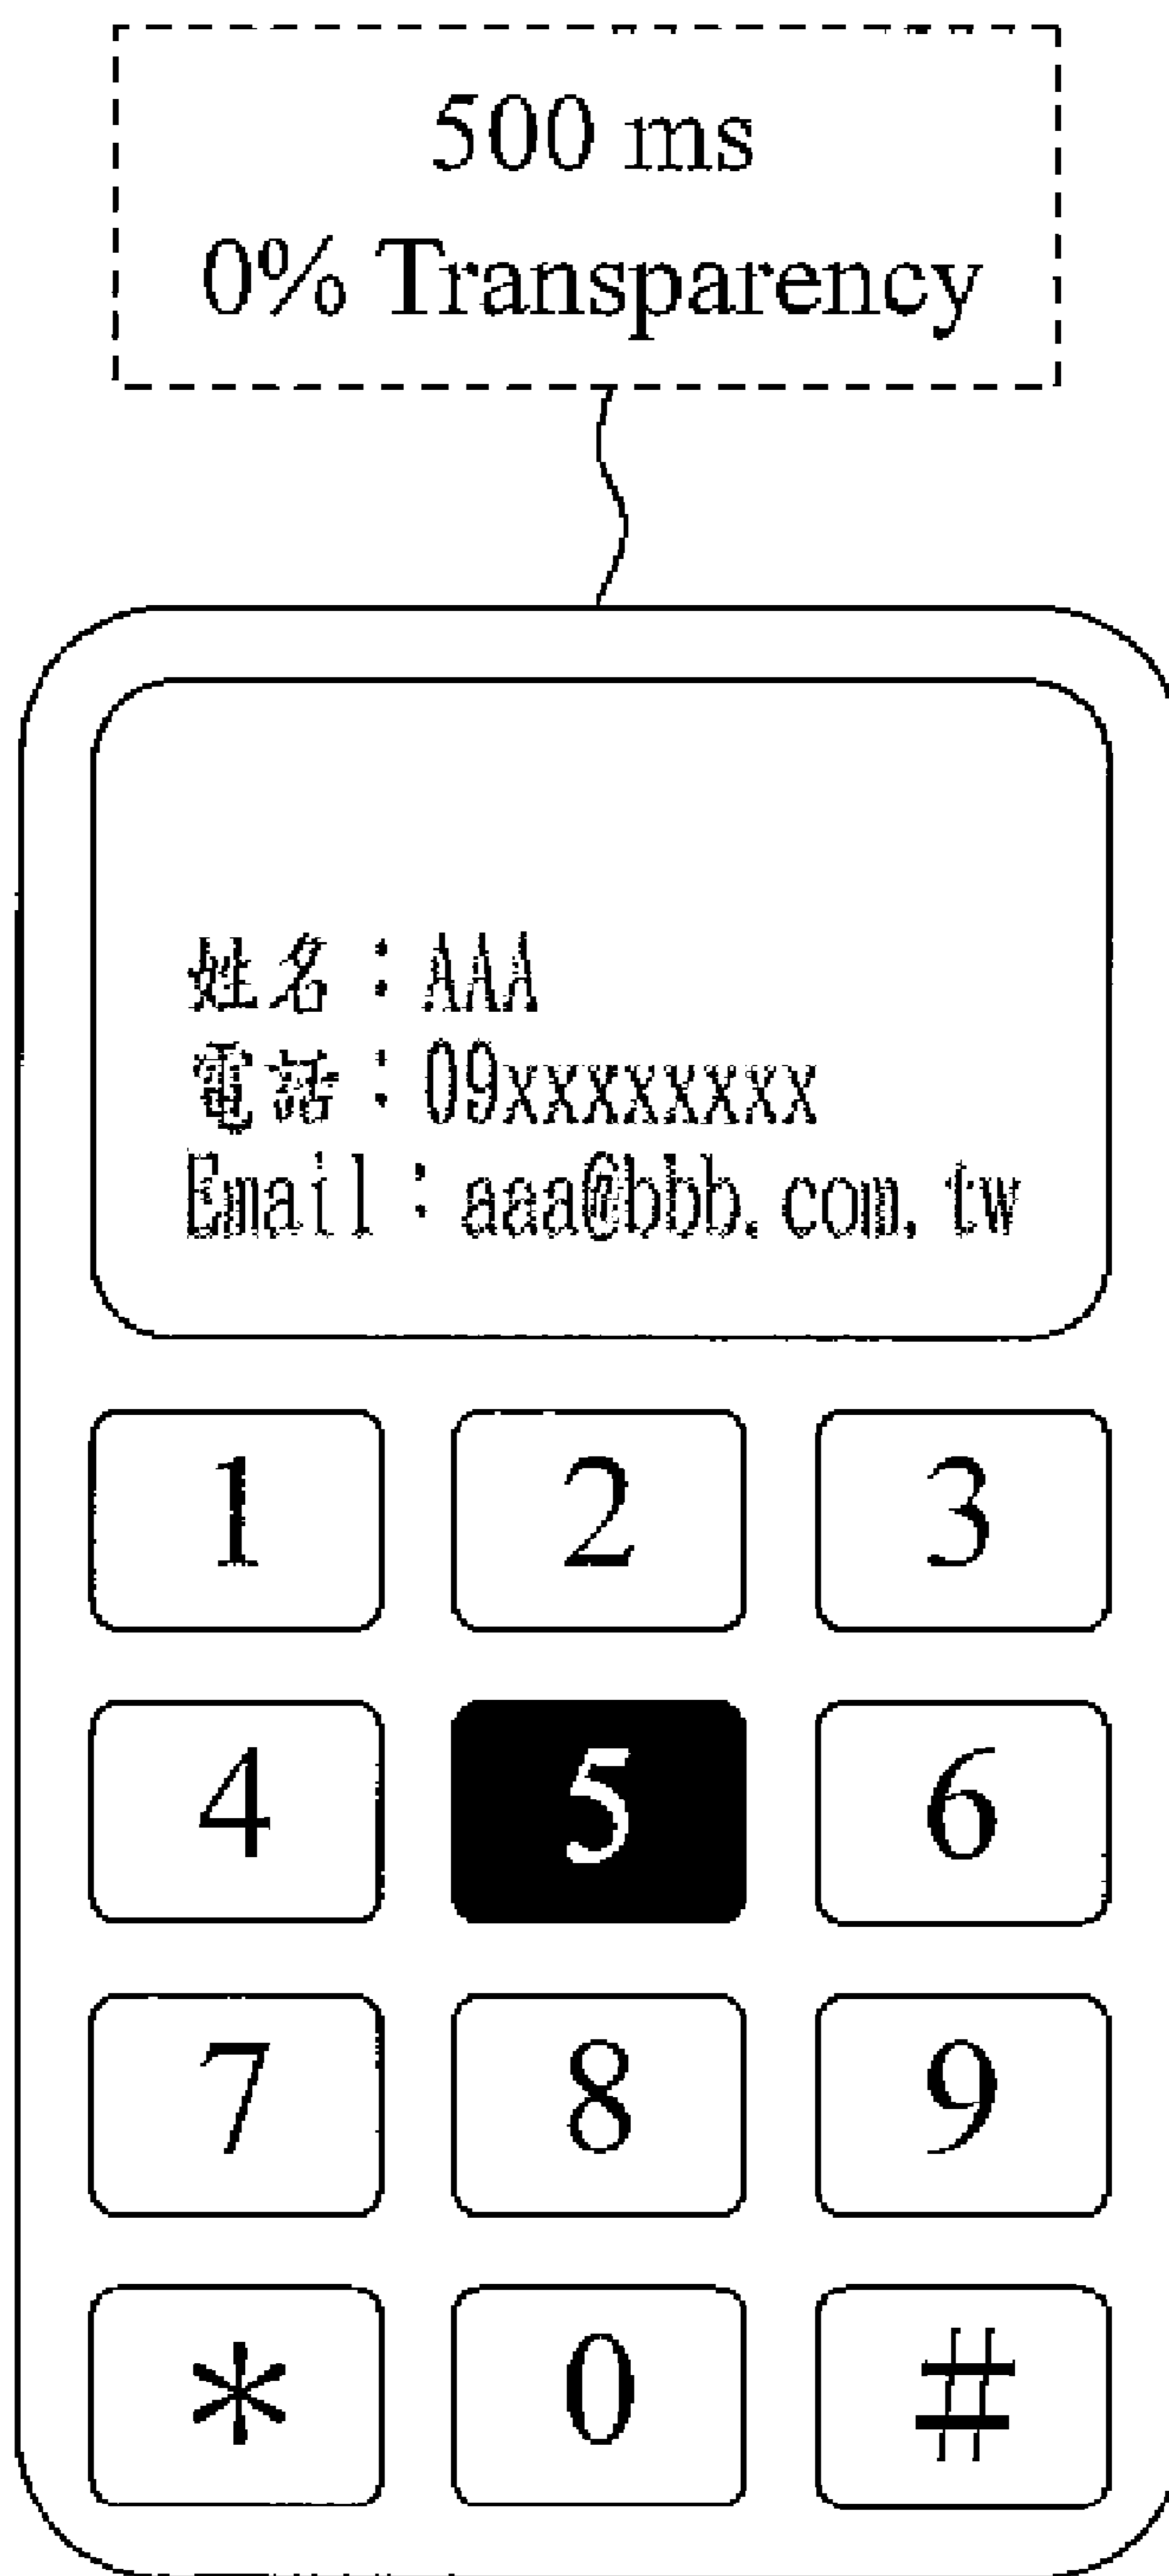 500 ms
0% Transparency
姓名：AAA
電話：09xxxxxxxx
Email：aaa@bbb.com.tw
1 2 3
4 5 6
7 8 9
* 0 #